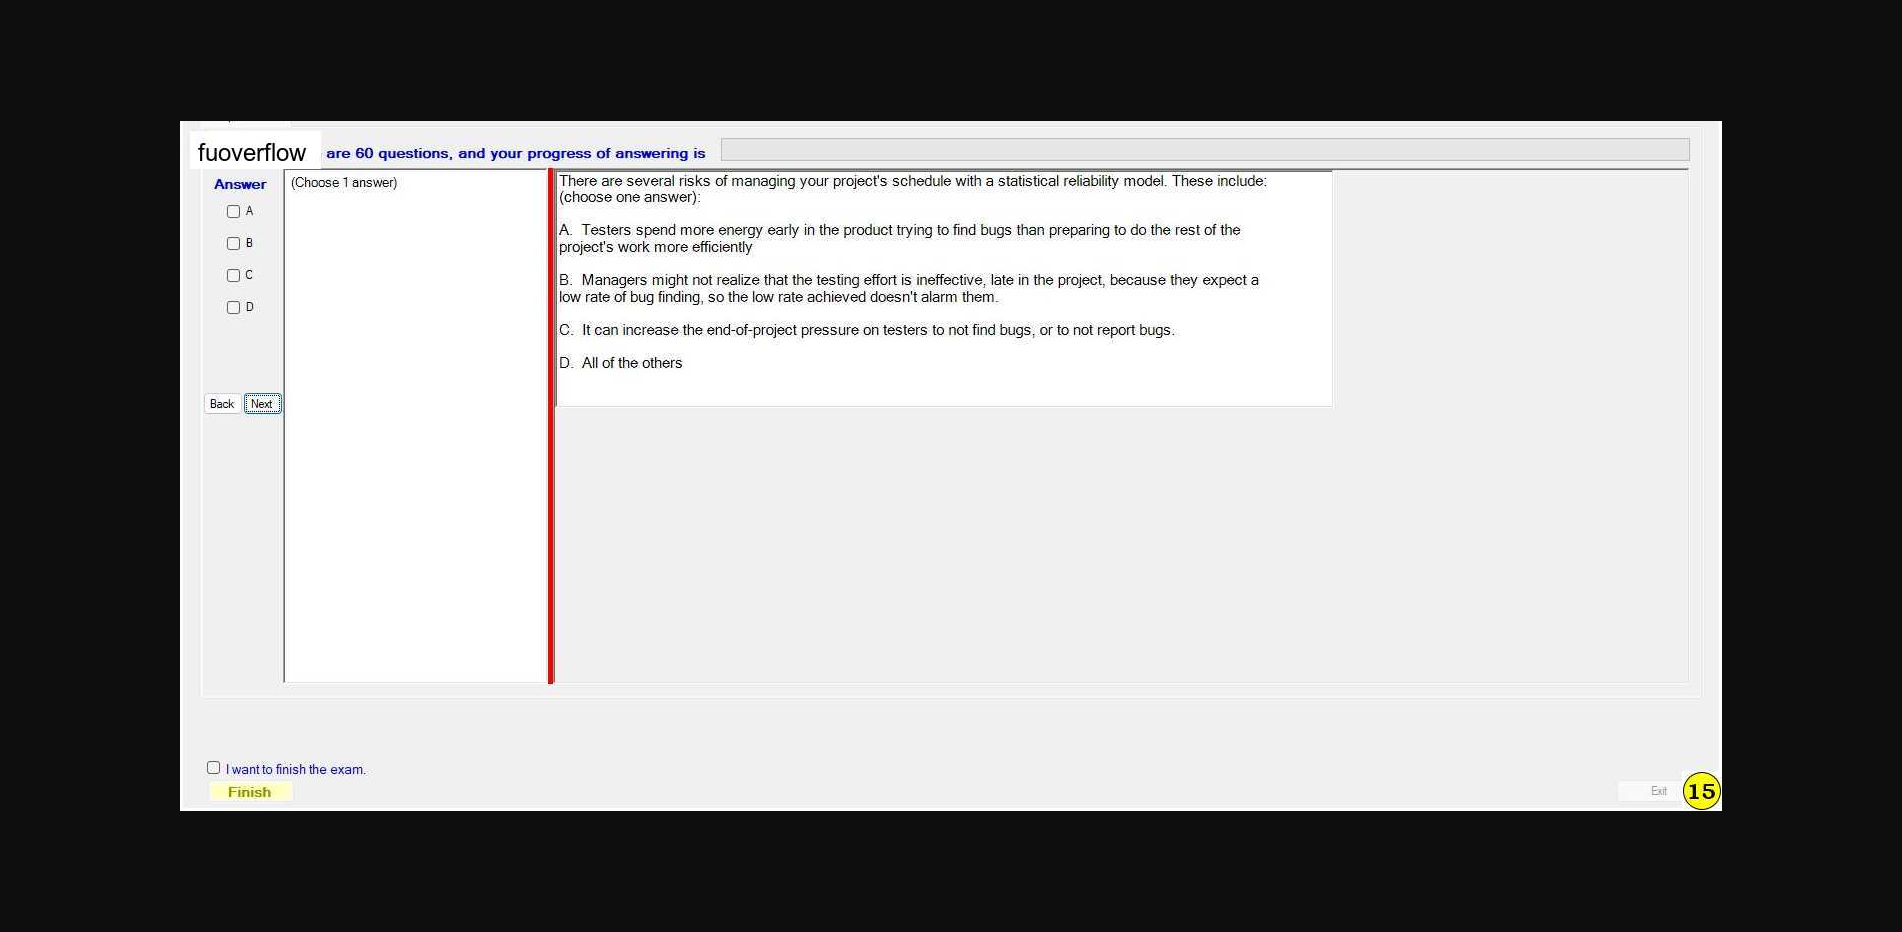 fuoverflow are 60 questions, and your progress of answering is
Answer
A
B
C
D
Back Next
(Choose 1 answer)
There are several risks of managing your project's schedule with a statistical reliability model. These include:
(choose one answer):
A. Testers spend more energy early in the product trying to find bugs than preparing to do the rest of the
project's work more efficiently
B. Managers might not realize that the testing effort is ineffective, late in the project, because they expect a
low rate of bug finding, so the low rate achieved doesn't alarm them.
C. It can increase the end-of-project pressure on testers to not find bugs, or to not report bugs.
D. All of the others
I want to finish the exam.
Finish
Exit
15